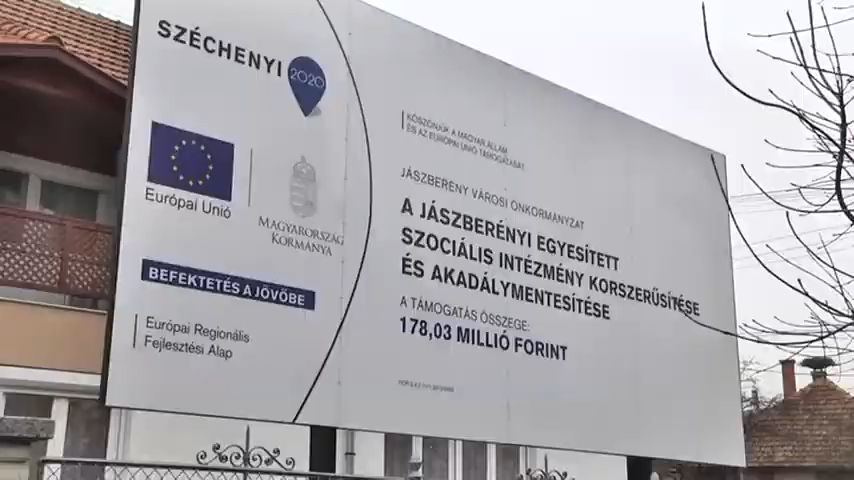 SZÉCHENYI 2020
Európai Unió
MAGYARORSZÁG
KORMÁNYA
BEFEKTETÉS A JÖVŐBE
Európai Regionális
Fejlesztési Alap
KÖSZÖNJÜK A MAGYAR ÁLLAM
ÉS AZ EURÓPAI UNIÓ TÁMOGATÁSÁT!
JÁSZBERÉNY VÁROSI ÖNKORMÁNYZAT
A JÁSZBERÉNYI EGYESÍTETT
SZOCIÁLIS INTÉZMÉNY KORSZERŰSÍTÉSE
ÉS AKADÁLYMENTESÍTÉSE
A TÁMOGATÁS ÖSSZEGE:
178,03 MILLIÓ FORINT